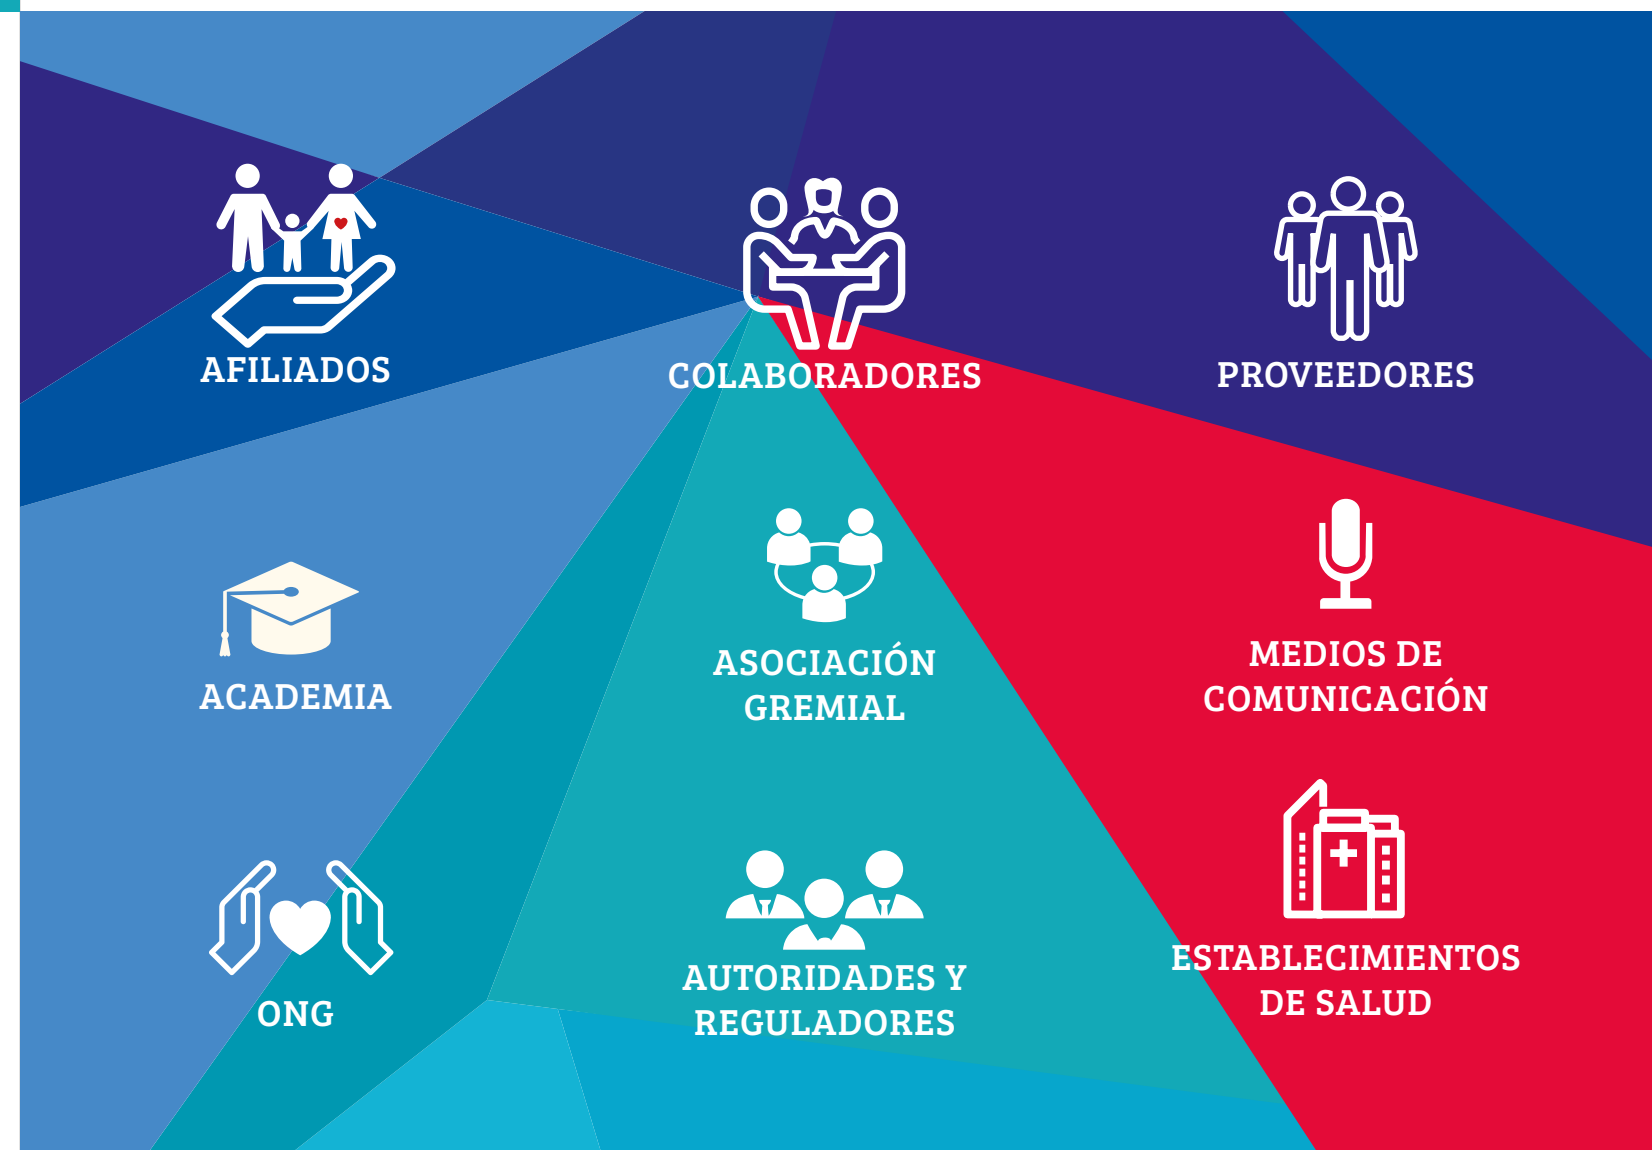 AFILIADOS
COLABORADORES
PROVEEDORES
ACADEMIA
ASOCIACIÓN
GREMIAL
MEDIOS DE
COMUNICACIÓN
ONG
AUTORIDADES Y
REGULADORES
ESTABLECIMIENTOS
DE SALUD